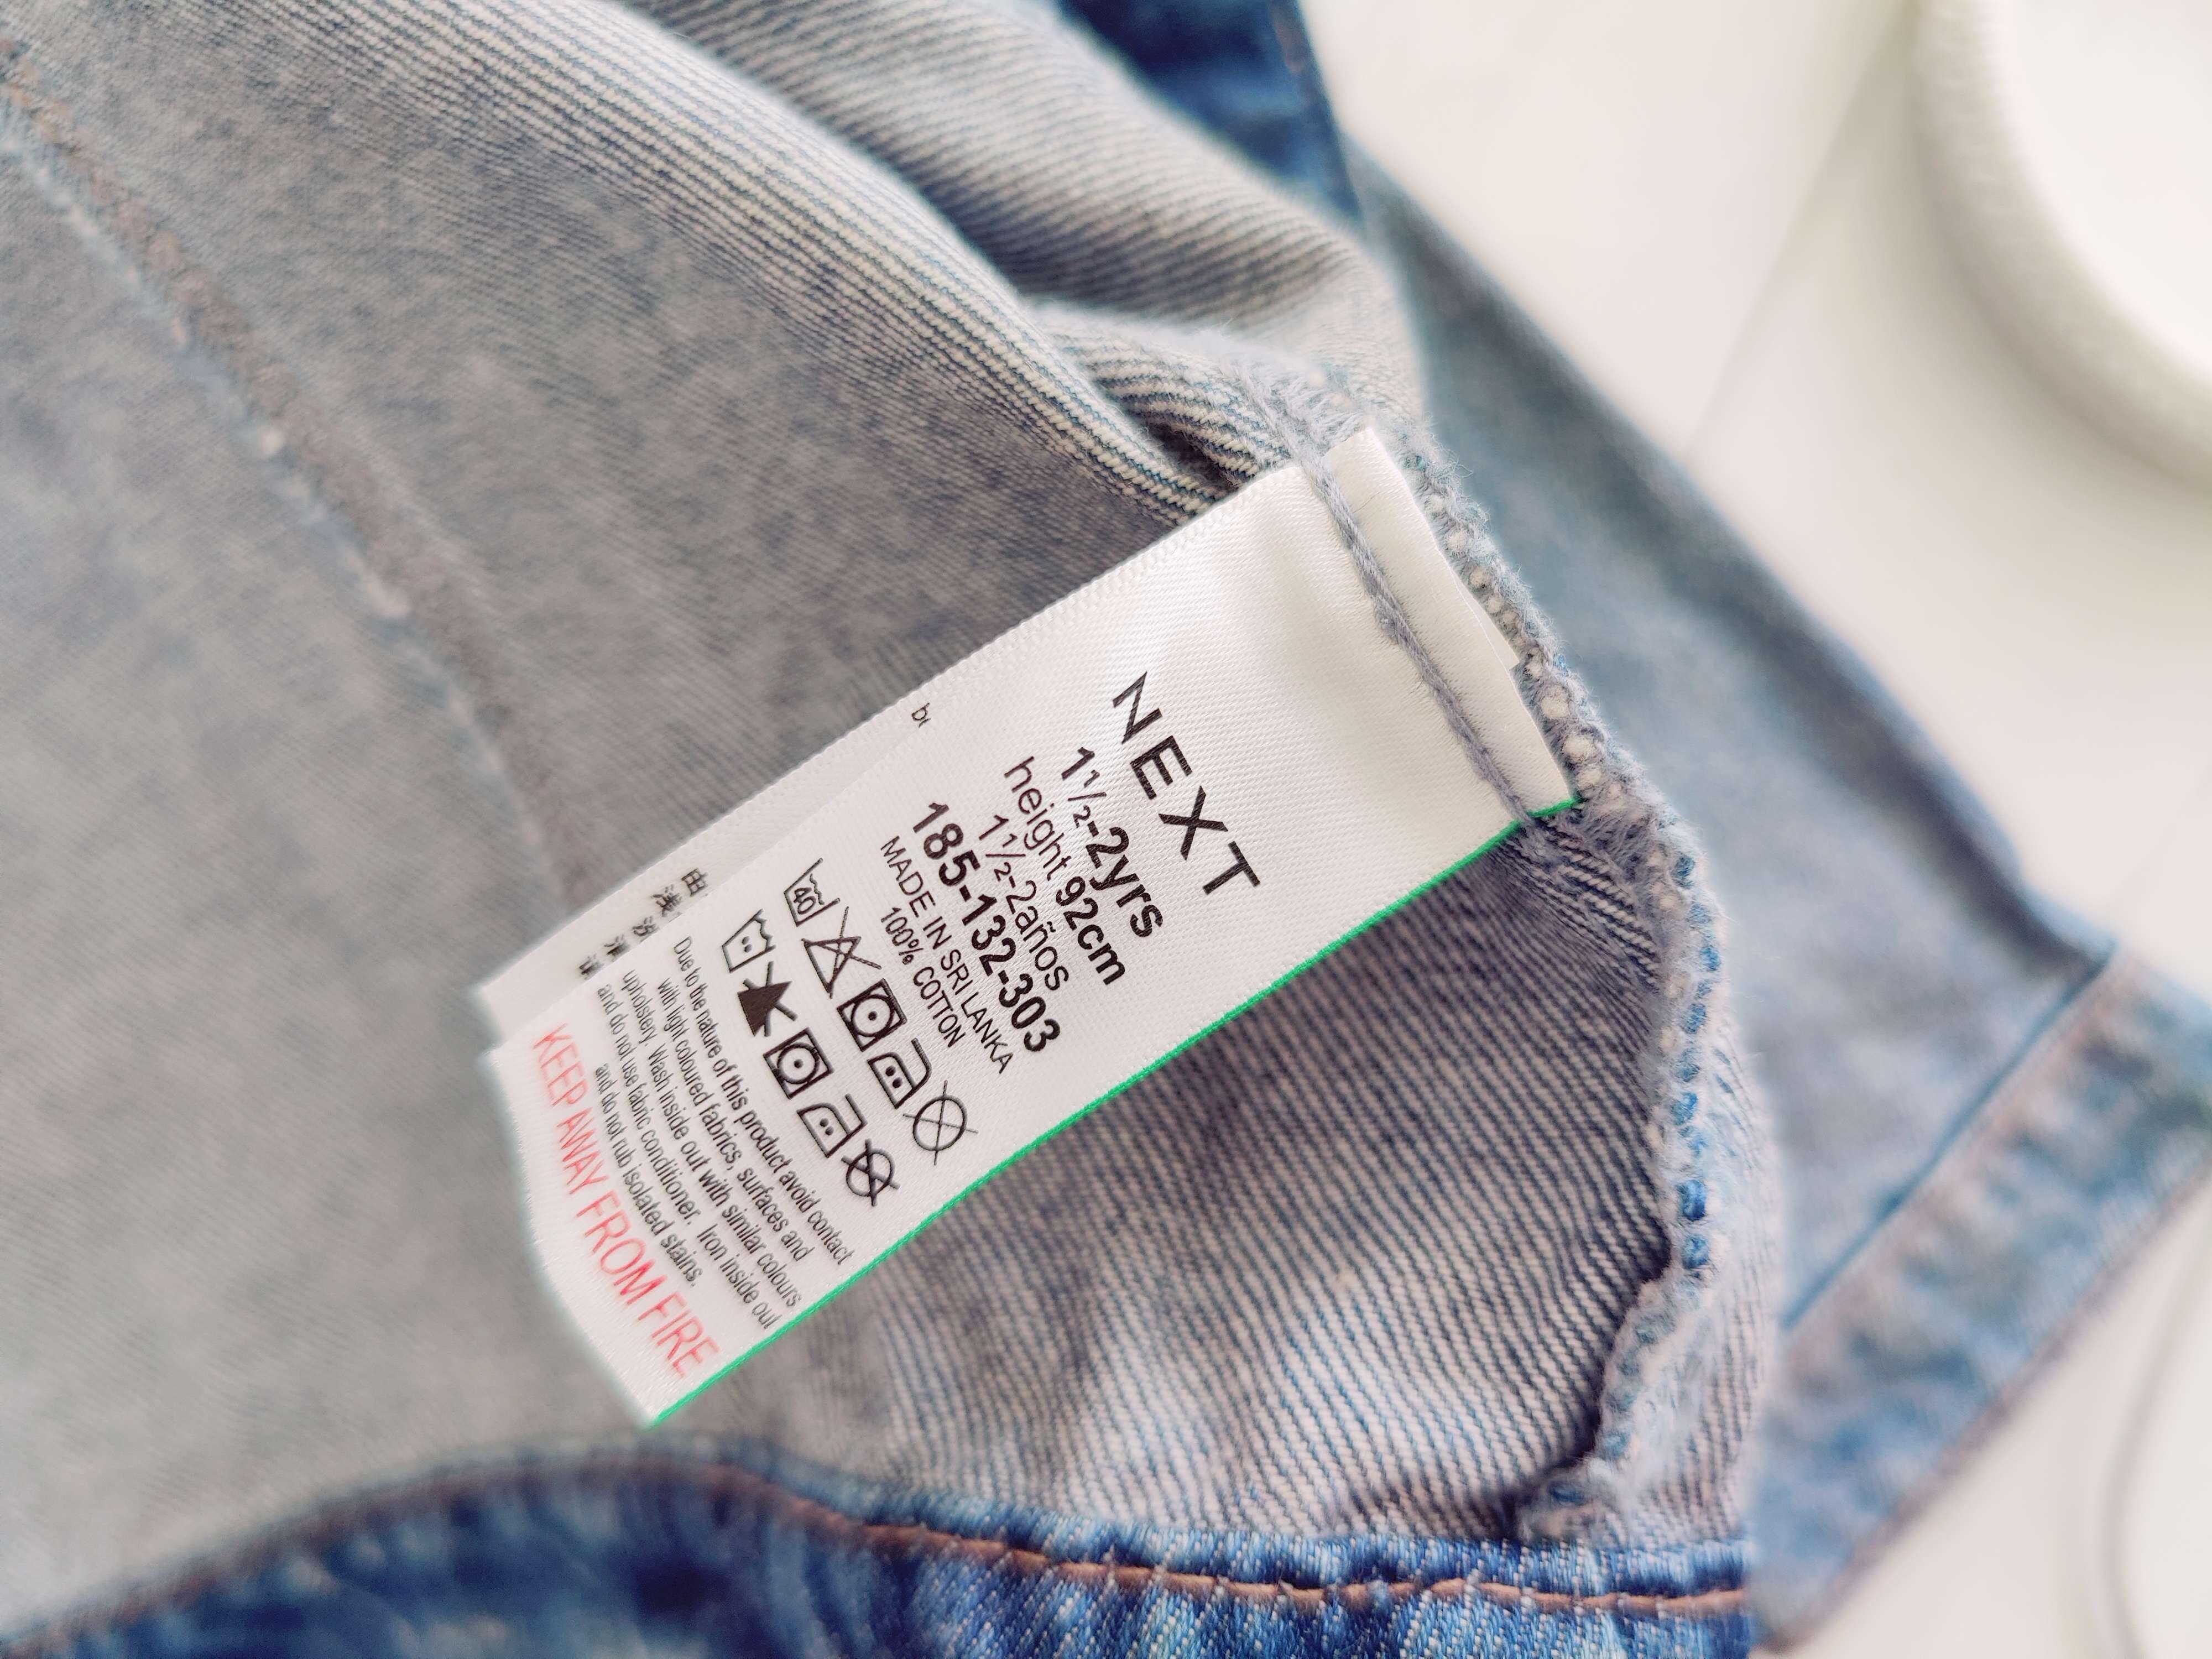 NEXT
1½-2yrs
height 92cm
1½-2años
185-132-303
MADE IN SRI LANKA
100% COTTON
40
Due to the nature of this product avoid contact
with light coloured fabrics, surfaces and
upholstery. Wash inside out with similar colours
and do not use fabric conditioner. Iron inside out
and do not rub isolated stains.
KEEP AWAY FROM FIRE
由
浅